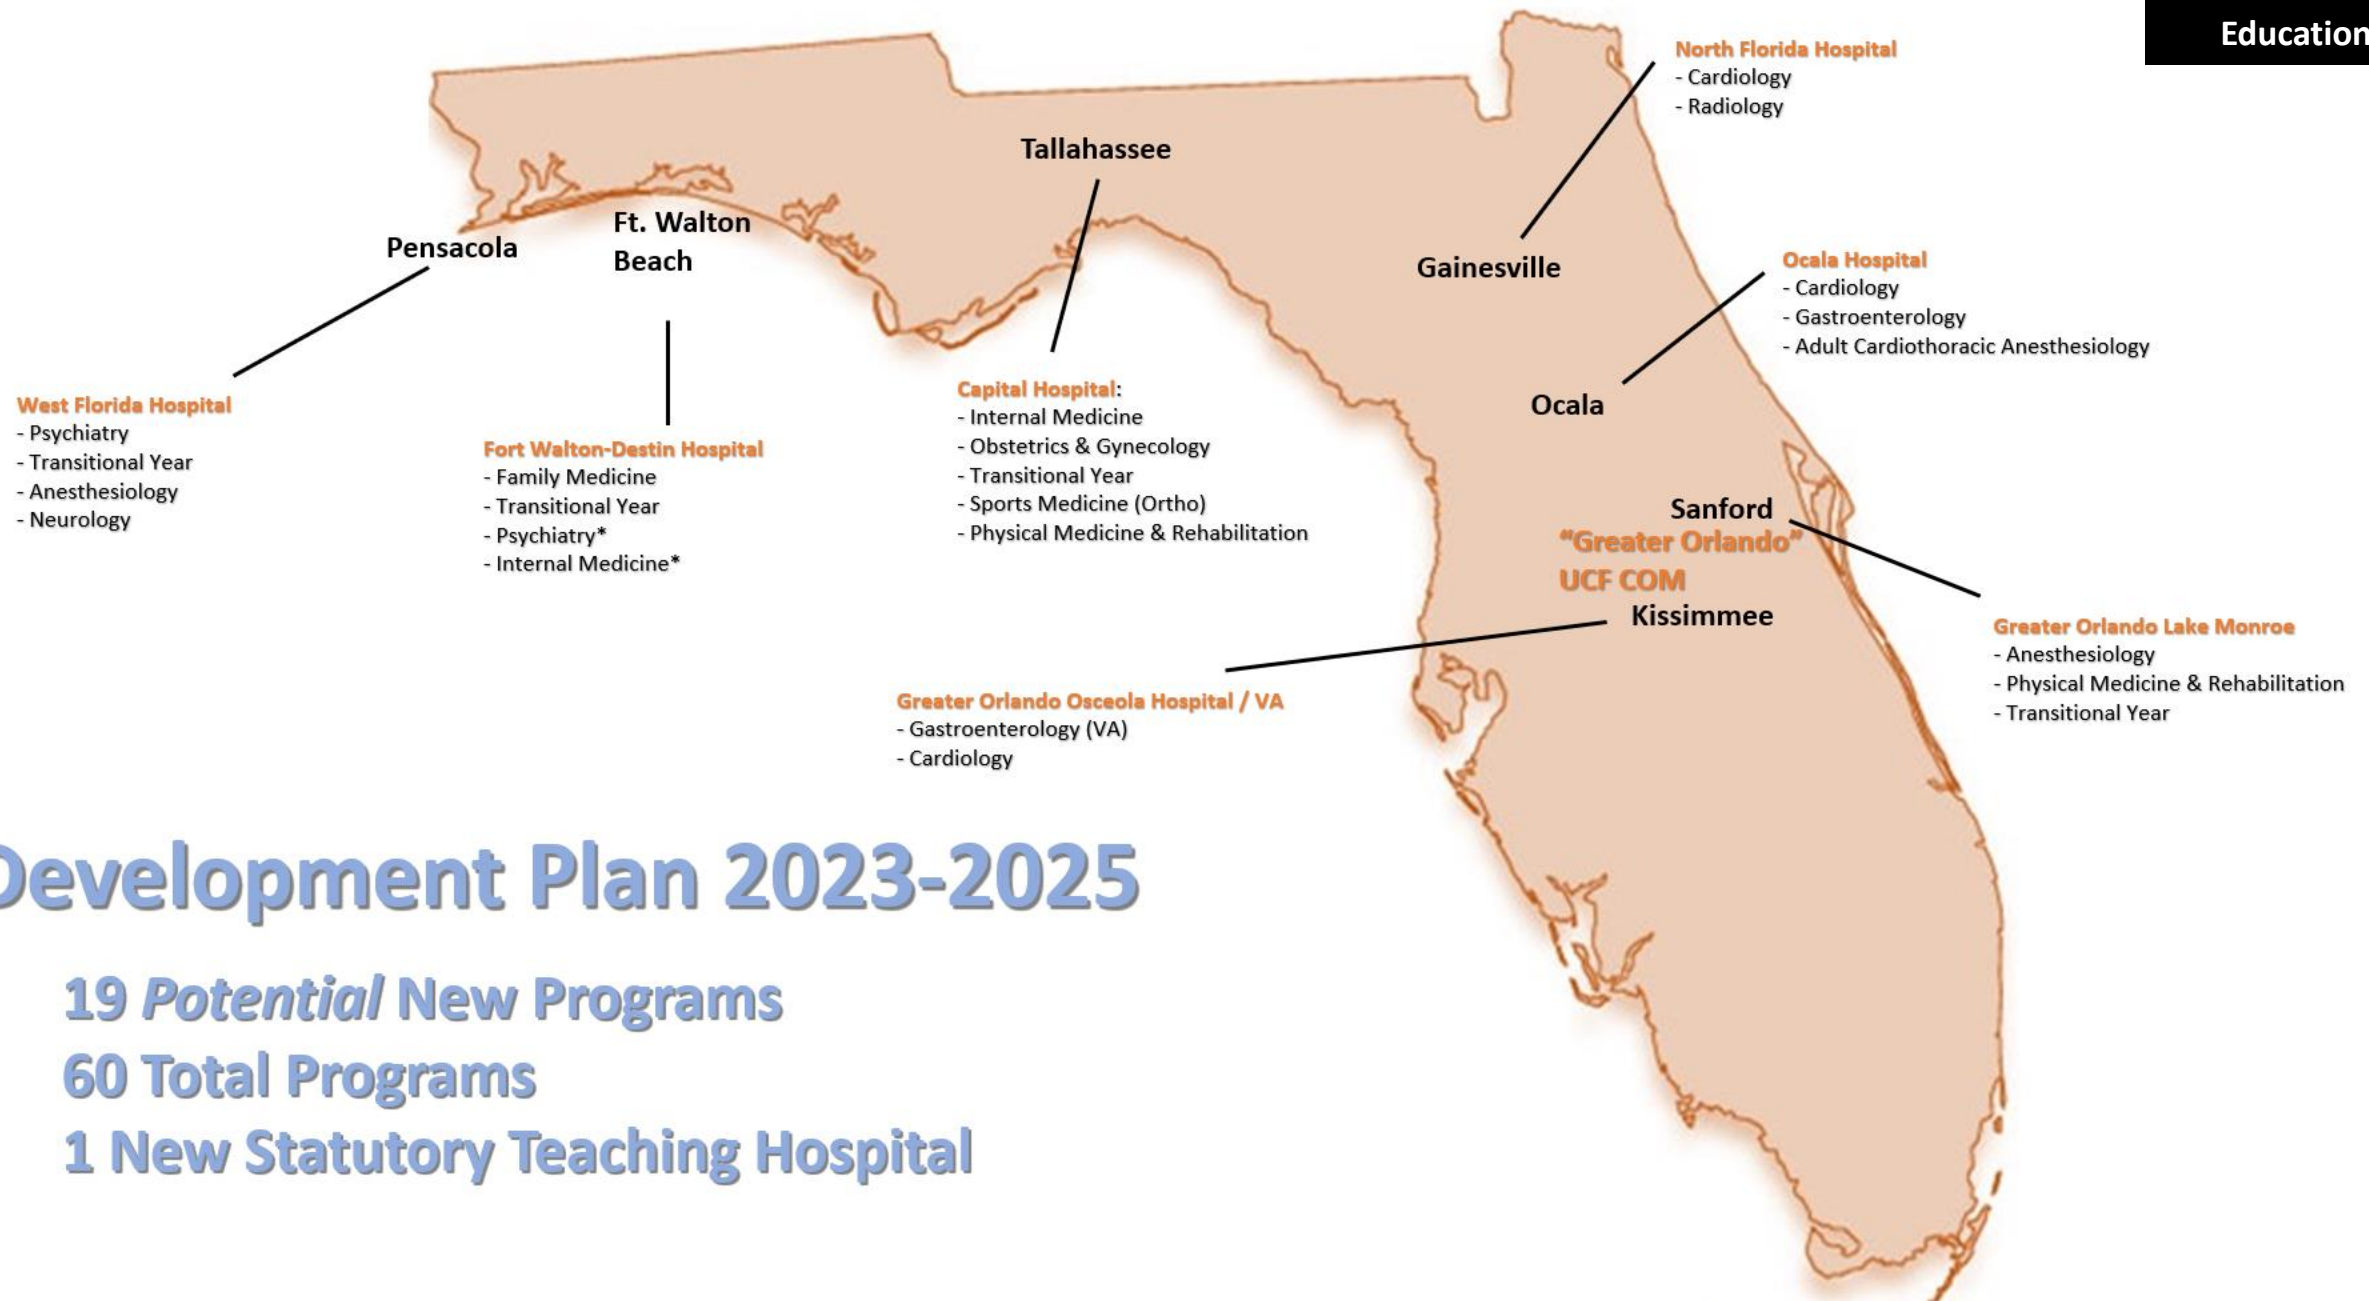 Education
North Florida Hospital
- Cardiology
- Radiology
Tallahassee
Ft. Walton
Beach
Pensacola
Gainesville
Ocala Hospital
- Cardiology
- Gastroenterology
- Adult Cardiothoracic Anesthesiology
Ocala
West Florida Hospital
- Psychiatry
- Transitional Year
- Anesthesiology
- Neurology
Fort Walton-Destin Hospital
- Family Medicine
- Transitional Year
- Psychiatry*
- Internal Medicine*
Capital Hospital:
- Internal Medicine
- Obstetrics & Gynecology
- Transitional Year
- Sports Medicine (Ortho)
- Physical Medicine & Rehabilitation
Sanford
“Greater Orlando”
UCF COM
Kissimmee
Greater Orlando Lake Monroe
- Anesthesiology
- Physical Medicine & Rehabilitation
- Transitional Year
Greater Orlando Osceola Hospital / VA
- Gastroenterology (VA)
- Cardiology
Development Plan 2023-2025
19 Potential New Programs
60 Total Programs
1 New Statutory Teaching Hospital